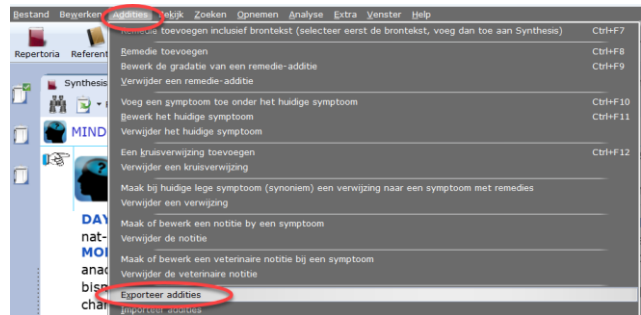 Bestand Bewerken Addities Bekijk Zoeken Opnemen Analyse Extra Venster Help
Remedie toevoegen inclusief brontekst (selecteer eerst de brontekst, voeg dan toe aan Synthesis) Ctrl+F7
Repertoria Referent
Remedie toevoegen Ctrl+F8
Bewerk de gradatie van een remedie-additie Ctrl+F9
Verwijder een remedie-additie
Synthesis
Voeg een symptoom toe onder het huidige symptoom Ctrl+F10
Bewerk het huidige symptoom Ctrl+F11
Verwijder het huidige symptoom
MIND
Een kruisverwijzing toevoegen Ctrl+F12
Verwijder een kruisverwijzing
Maak bij huidige lege symptoom (synoniem) een verwijzing naar een symptoom met remedies
Verwijder een verwijzing
Maak of bewerk een notitie by een symptoom
Verwijder de notitie
DAY
nat-
MO
Maak of bewerk een veterinaire notitie bij een symptoom
Verwijder de veterinaire notitie
anac
bism
Exporteer addities
Importeer addities
char